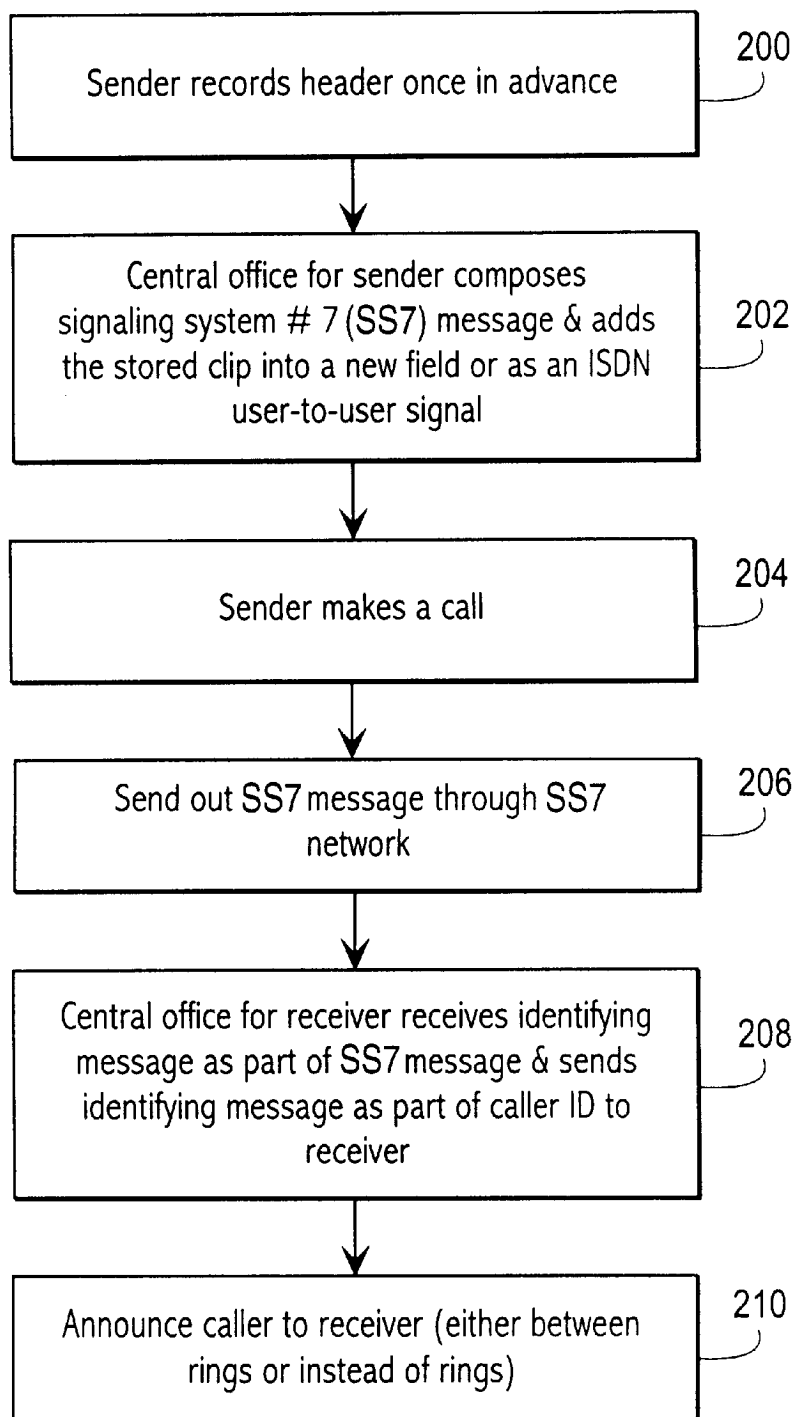 Sender records header once in advance
200
Central office for sender composes
signaling system # 7 (SS7) message & adds
the stored clip into a new field or as an ISDN
user-to-user signal
202
Sender makes a call
204
Send out SS7 message through SS7
network
206
Central office for receiver receives identifying
message as part of SS7 message & sends
identifying message as part of caller ID to
receiver
208
Announce caller to receiver (either between
rings or instead of rings)
210